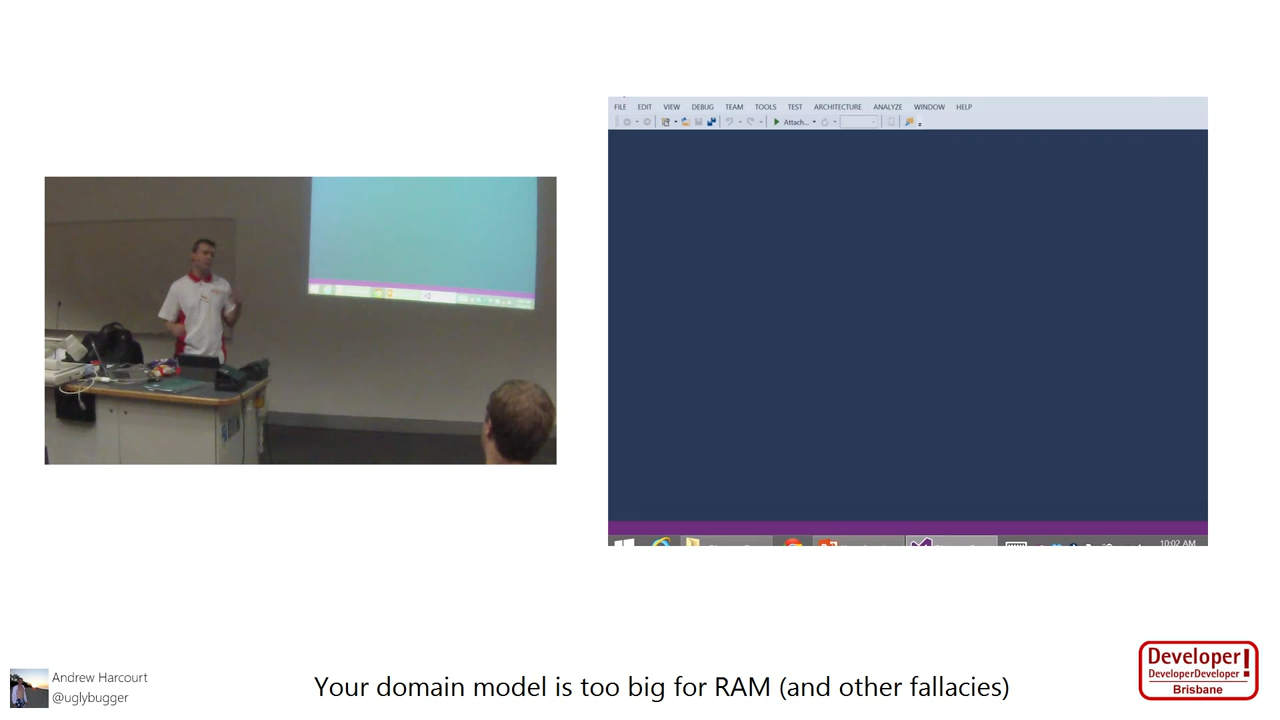 FILE EDIT VIEW DEBUG TEAM TOOLS TEST ARCHITECTURE ANALYZE WINDOW HELP
Attach...
10:02 AM
Andrew Harcourt
@uglybugger
Your domain model is too big for RAM (and other fallacies)
Developer!
DeveloperDeveloper
Brisbane